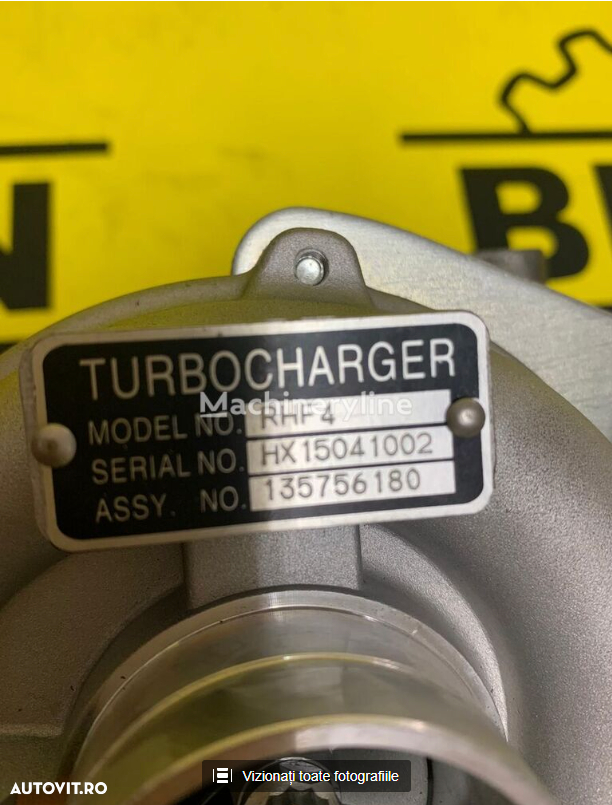 TURBOCHARGER
Machineryline
MODEL NO. RHF4
SERIAL NO. HX15041002
ASSY. NO. 135756180
Vizionați toate fotografiile
AUTOVIT.RO